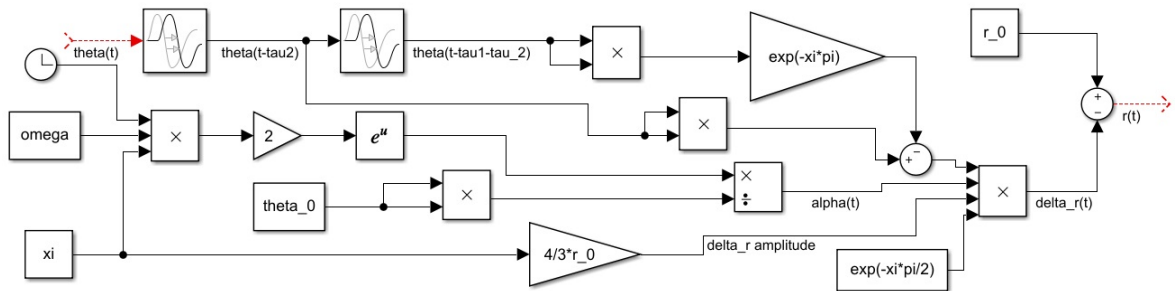 theta(t)
theta(t-tau2)
theta(t-tau1-tau_2)
×
exp(-xi*pi)
r_0
+
−
r(t)
omega
×
2
eᵘ
×
−
+
theta_0
×
×
÷
alpha(t)
×
delta_r(t)
xi
4/3*r_0
delta_r amplitude
exp(-xi*pi/2)